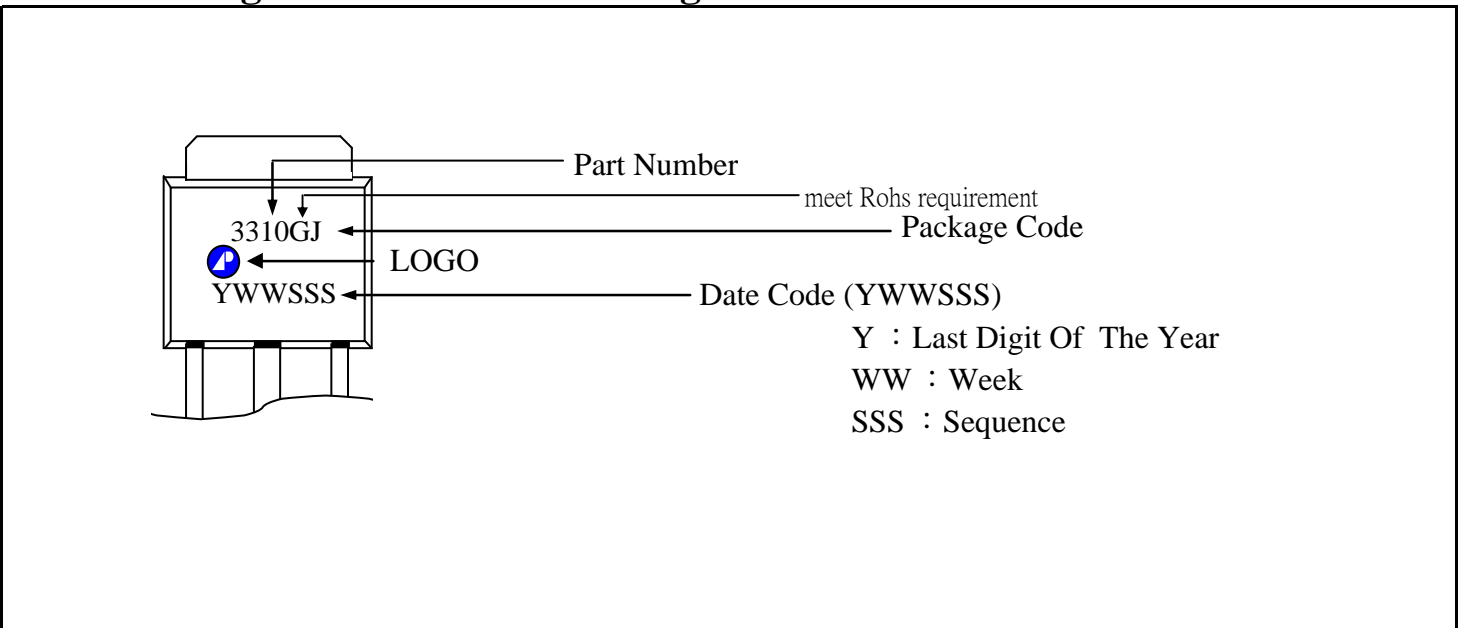 Part Number
meet Rohs requirement
3310GJ
Package Code
LOGO
YWWSSS
Date Code (YWWSSS)
Y ：Last Digit Of The Year
WW ：Week
SSS ：Sequence